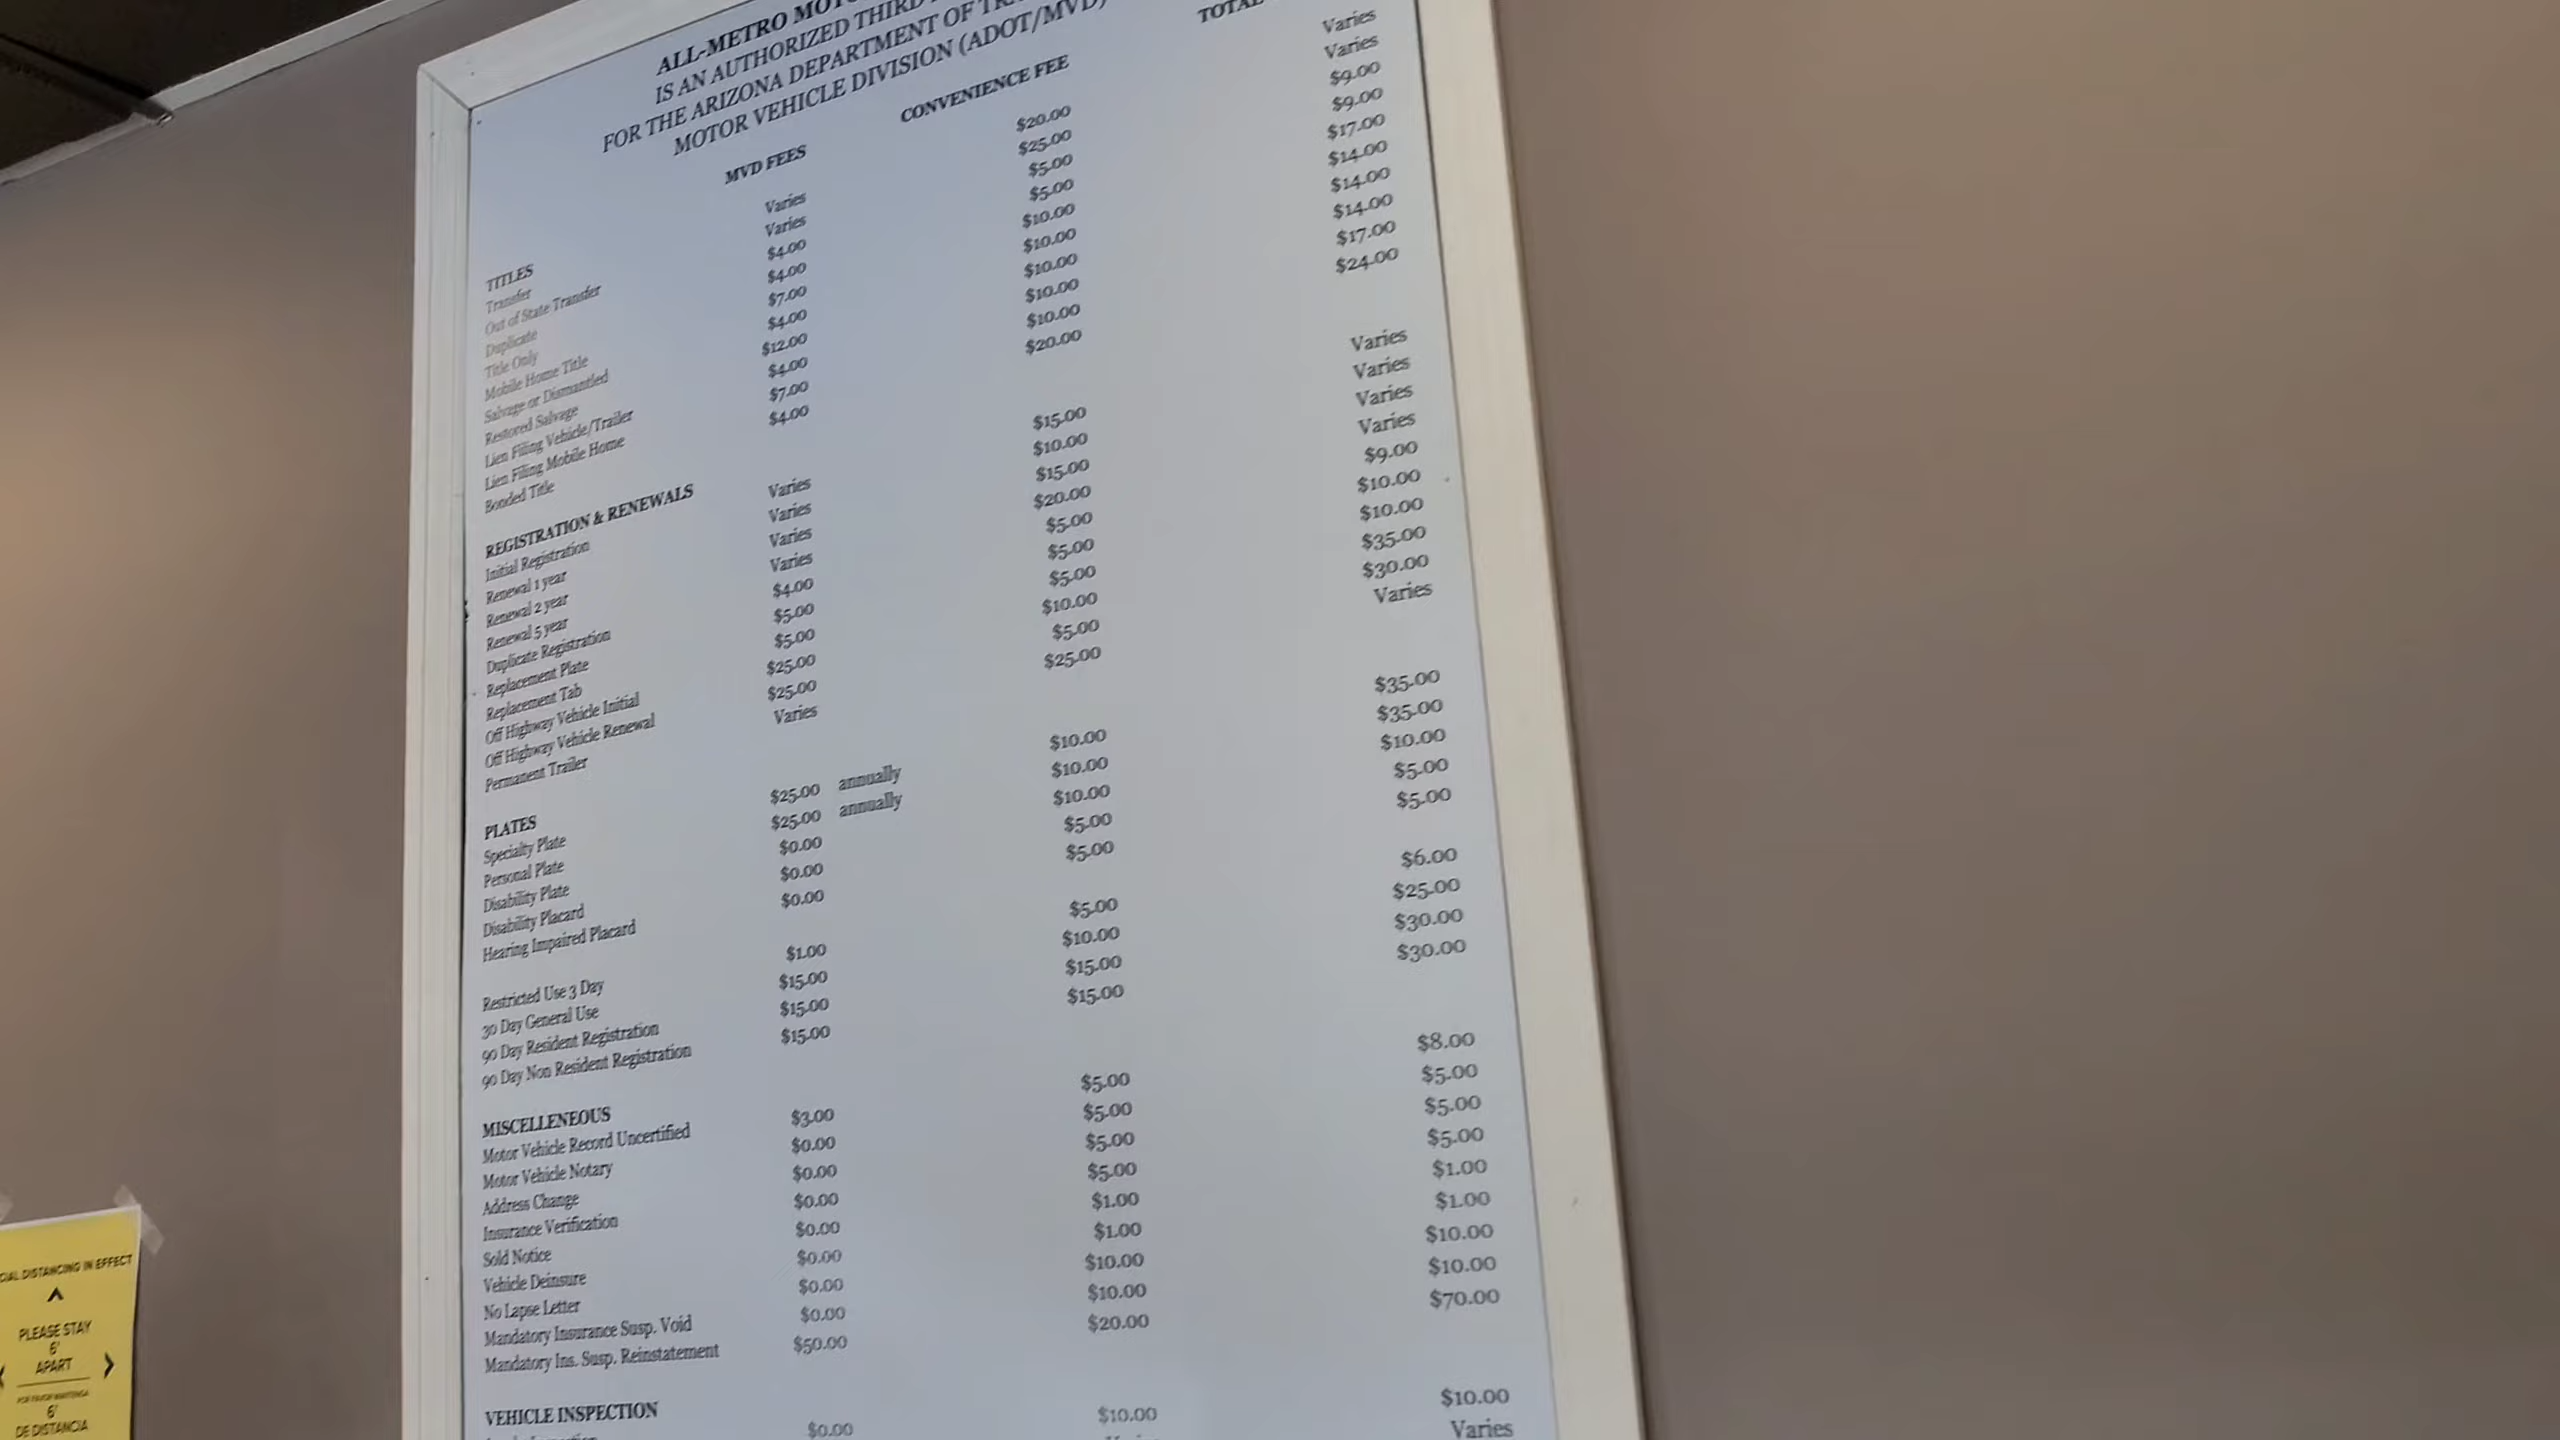 ALL-METRO
IS AN AUTHORIZED THIRD
FOR THE ARIZONA DEPARTMENT OF
MOTOR VEHICLE DIVISION (ADOT/MVD)
MVD FEES CONVENIENCE FEE TOTAL
TITLES
Transfer Varies $20.00 Varies
Out of State Transfer Varies $25.00 Varies
Duplicate $4.00 $5.00 $9.00
Title Only $4.00 $5.00 $9.00
Mobile Home Title $7.00 $10.00 $17.00
Salvage or Dismantled $4.00 $10.00 $14.00
Restored Salvage $12.00 $10.00 $14.00
Lien Filing Vehicle/Trailer $4.00 $10.00 $14.00
Lien Filing Mobile Home $7.00 $10.00 $17.00
Bonded Title $4.00 $20.00 $24.00
REGISTRATION & RENEWALS
Initial Registration Varies $15.00 Varies
Renewal 1 year Varies $10.00 Varies
Renewal 2 year Varies $15.00 Varies
Renewal 5 year Varies $20.00 Varies
Duplicate Registration $4.00 $5.00 $9.00
Replacement Plate $5.00 $5.00 $10.00
Replacement Tab $5.00 $5.00 $10.00
Off Highway Vehicle Initial $25.00 $10.00 $35.00
Off Highway Vehicle Renewal $25.00 $5.00 $30.00
Permanent Trailer Varies $25.00 Varies
PLATES
Specialty Plate $25.00 annually $10.00 $35.00
Personal Plate $25.00 annually $10.00 $35.00
Disability Plate $0.00 $10.00 $10.00
Disability Placard $0.00 $5.00 $5.00
Hearing Impaired Placard $0.00 $5.00 $5.00
Restricted Use 3 Day $1.00 $5.00 $6.00
30 Day General Use $15.00 $10.00 $25.00
90 Day Resident Registration $15.00 $15.00 $30.00
90 Day Non Resident Registration $15.00 $15.00 $30.00
MISCELLENEOUS
Motor Vehicle Record Uncertified $3.00 $5.00 $8.00
Motor Vehicle Notary $0.00 $5.00 $5.00
Address Change $0.00 $5.00 $5.00
Insurance Verification $0.00 $5.00 $5.00
Sold Notice $0.00 $1.00 $1.00
Vehicle Deinsure $0.00 $1.00 $1.00
No Lapse Letter $0.00 $10.00 $10.00
Mandatory Insurance Susp. Void $0.00 $10.00 $10.00
Mandatory Ins. Susp. Reinstatement $50.00 $20.00 $70.00
VEHICLE INSPECTION
$0.00 $10.00 $10.00
Varies
DISTANCING IN EFFECT
PLEASE STAY
6'
APART
POR FAVOR MANTENGA
6'
DE DISTANCIA